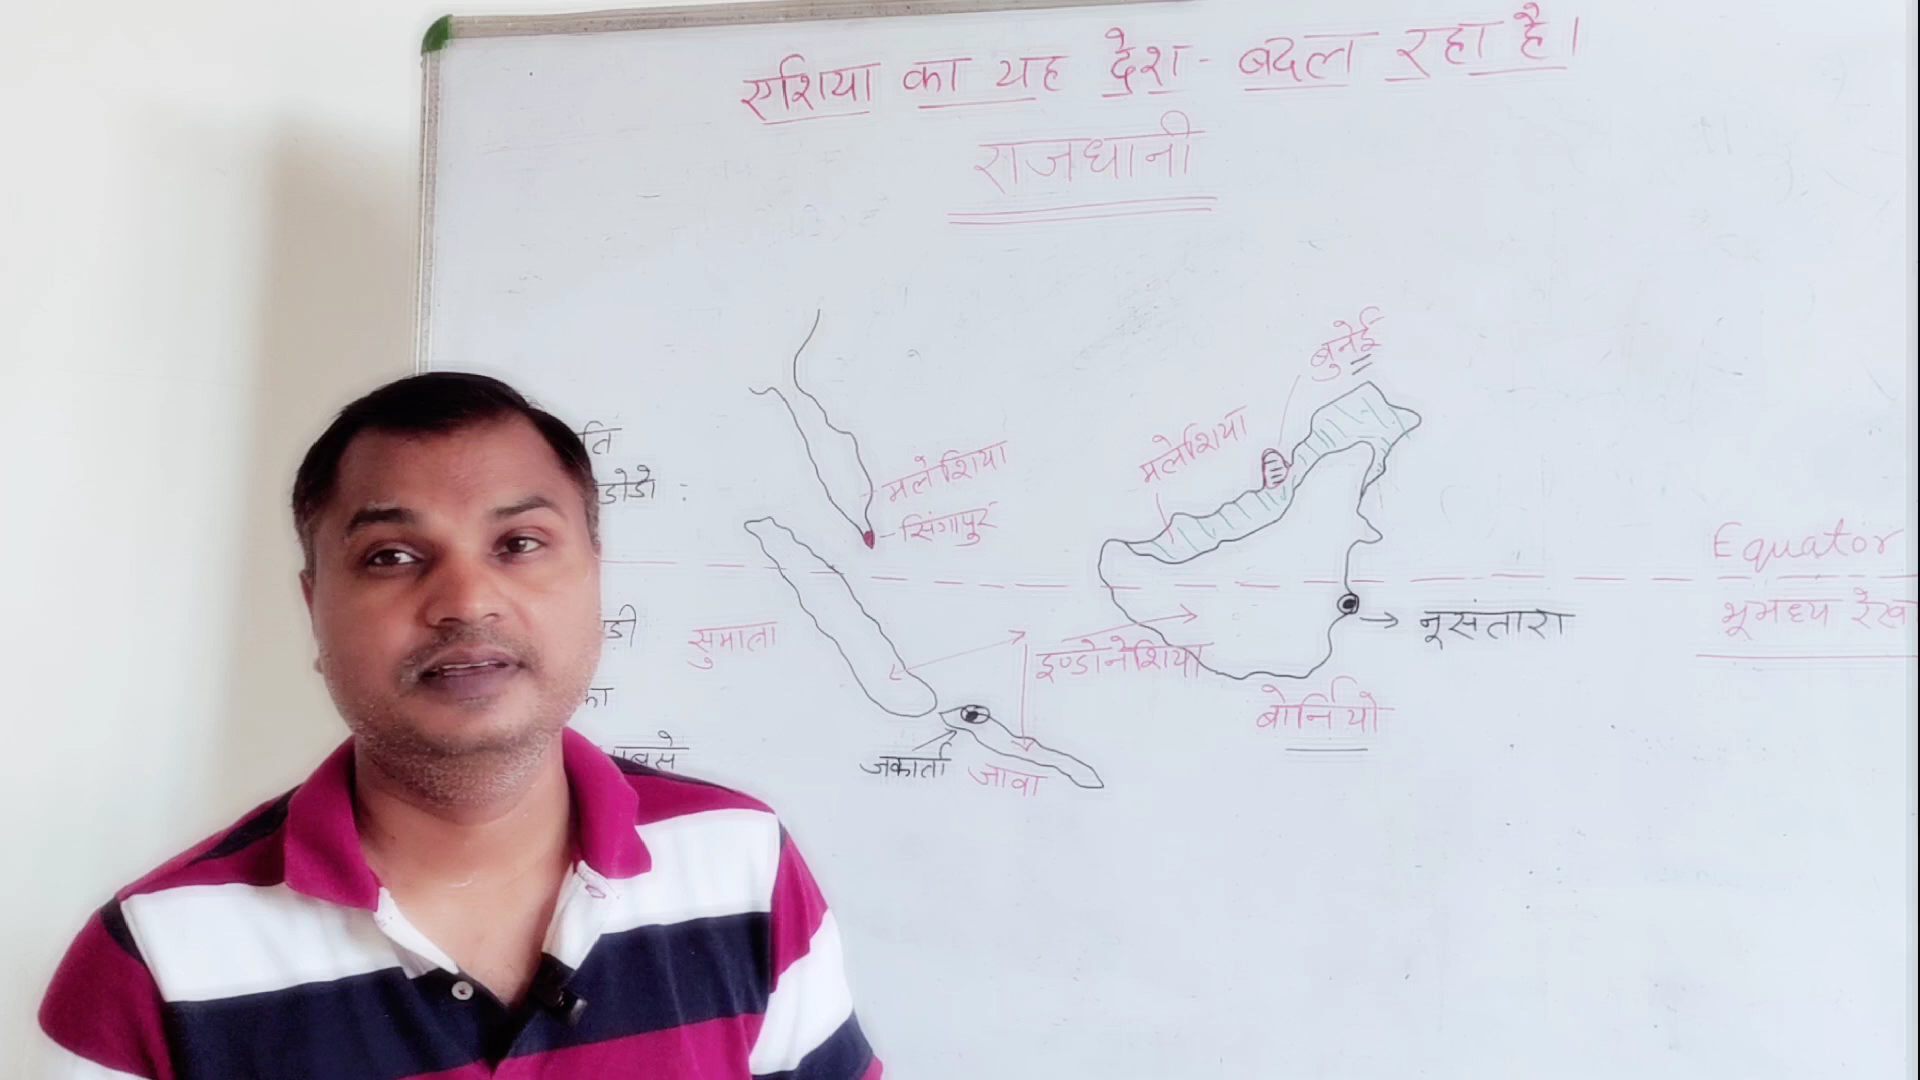 एशिया का यह देश - बदल रहा है।
राजधानी
बुनेई
मलेशिया
मलेशिया
- सिंगापुर
Equator
भूमध्य रेख
→ नूसंतारा
सुमात्रा
इण्डोनेशिया
बोर्नियो
जकार्ता
जावा